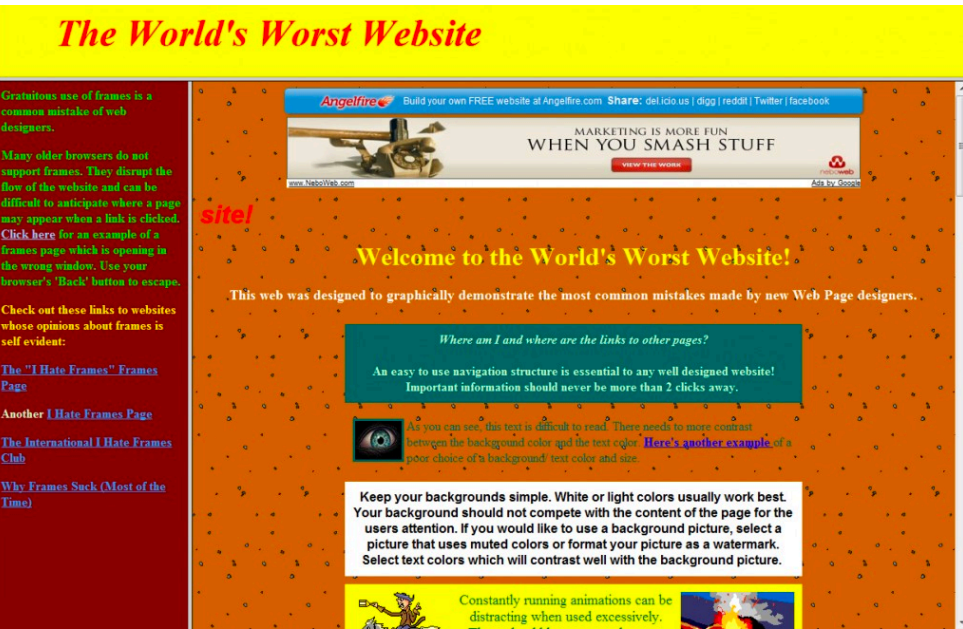 The World's Worst Website
Gratuitous use of frames is a
common mistake of web
designers.
Many older browsers do not
support frames. They disrupt the
flow of the website and can be
difficult to anticipate where a page
may appear when a link is clicked.
Click here for an example of a
frames page which is opening in
the wrong window. Use your
browser's 'Back' button to escape.
Check out these links to websites
whose opinions about frames is
self evident:
The "I Hate Frames" Frames
Page
Another I Hate Frames Page
The International I Hate Frames
Club
Why Frames Suck (Most of the
Time)
Angelfire Build your own FREE website at Angelfire.com Share: del.icio.us | digg | reddit | Twitter | facebook
MARKETING IS MORE FUN
WHEN YOU SMASH STUFF
VIEW THE WORK
neboweb
www.NeboWeb.com Ads by Google
site!
Welcome to the World's Worst Website!
This web was designed to graphically demonstrate the most common mistakes made by new Web Page designers.
Where am I and where are the links to other pages?
An easy to use navigation structure is essential to any well designed website!
Important information should never be more than 2 clicks away.
As you can see, this text is difficult to read. There needs to more contrast
between the background color and the text color. Here's another example of a
poor choice of a background/ text color and size.
Keep your backgrounds simple. White or light colors usually work best.
Your background should not compete with the content of the page for the
users attention. If you would like to use a background picture, select a
picture that uses muted colors or format your picture as a watermark.
Select text colors which will contrast well with the background picture.
Constantly running animations can be
distracting when used excessively.